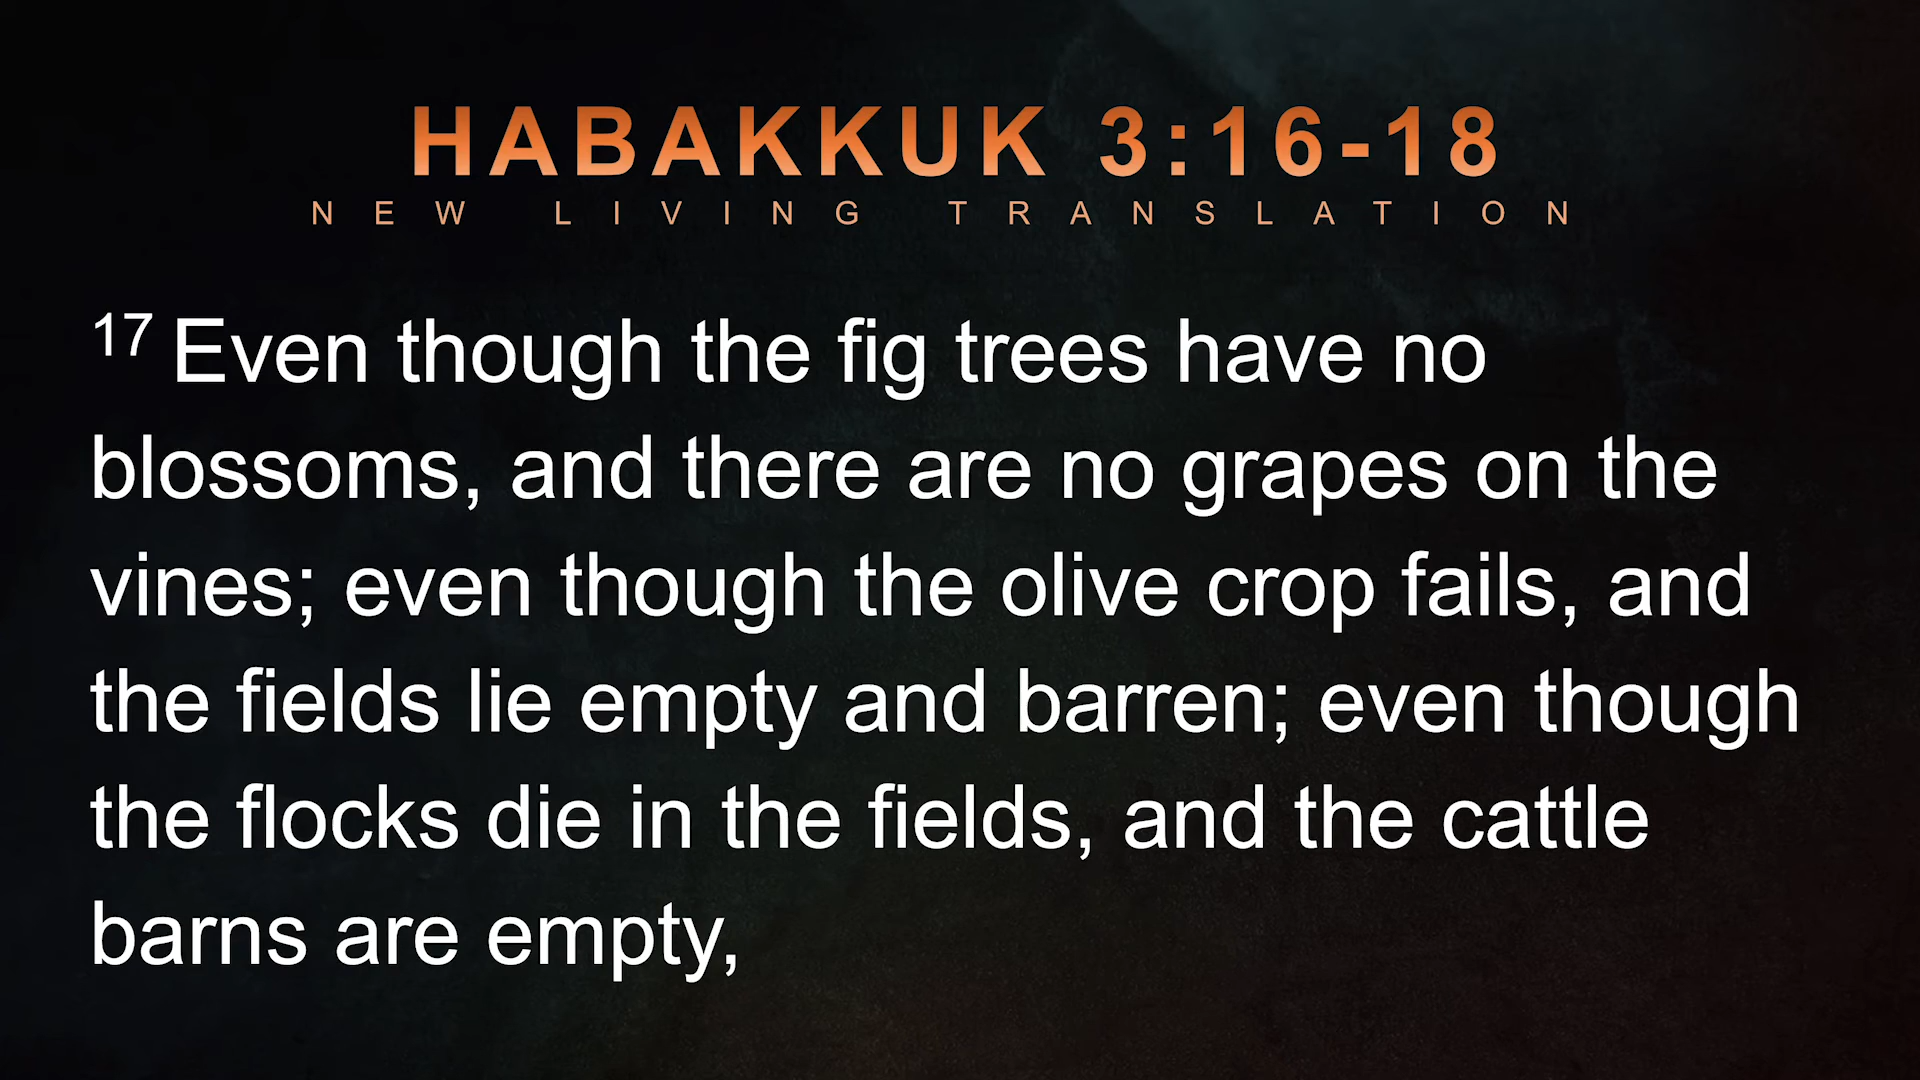 HABAKKUK 3:16-18
NEW LIVING TRANSLATION
17 Even though the fig trees have no
blossoms, and there are no grapes on the
vines; even though the olive crop fails, and
the fields lie empty and barren; even though
the flocks die in the fields, and the cattle
barns are empty,